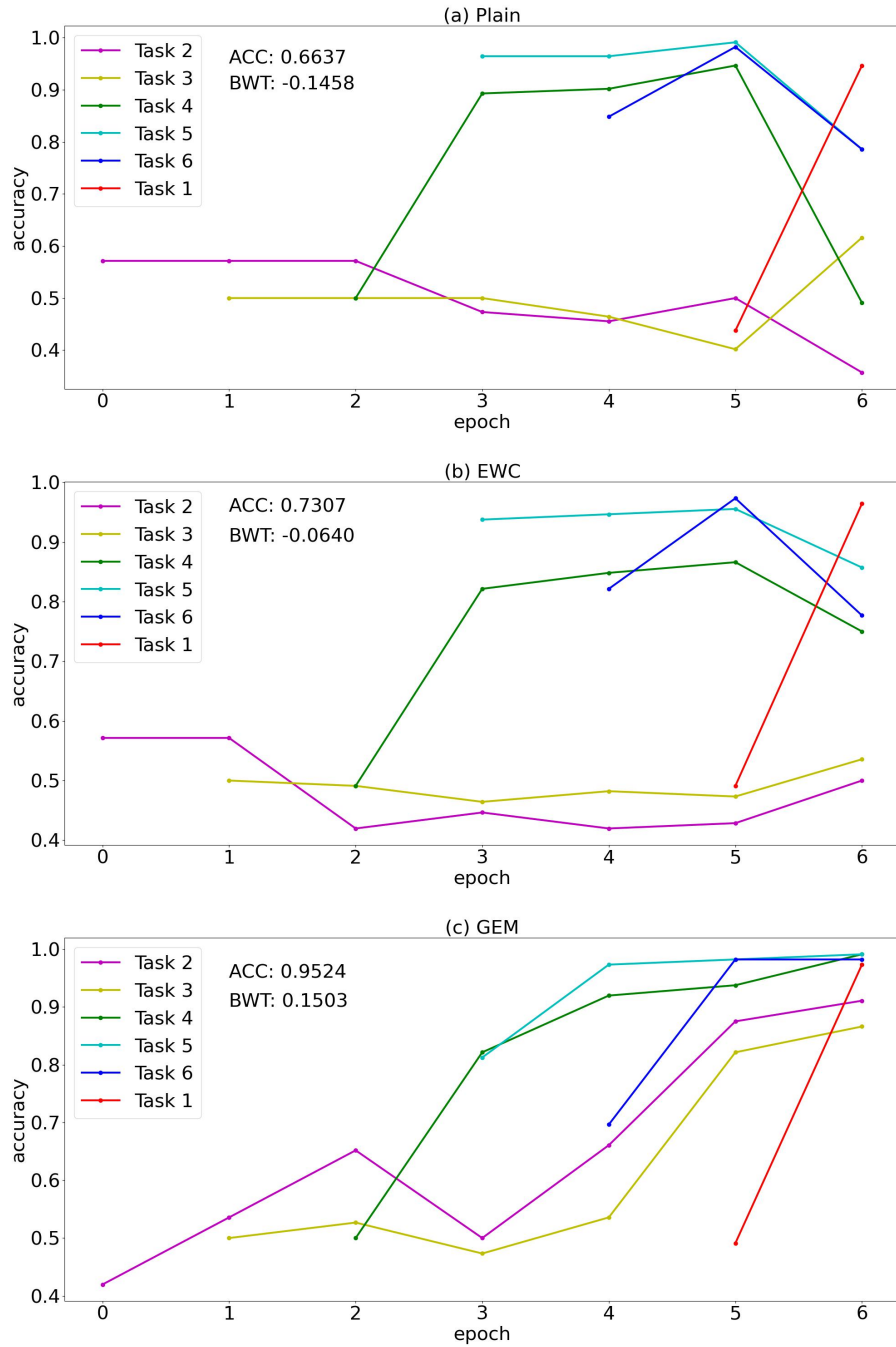 (a) Plain
1.0
0.9
0.8
0.7
0.6
0.5
0.4
accuracy
Task 2
Task 3
Task 4
Task 5
Task 6
Task 1
ACC: 0.6637
BWT: -0.1458
0 1 2 3 4 5 6
epoch
(b) EWC
1.0
0.9
0.8
0.7
0.6
0.5
0.4
accuracy
Task 2
Task 3
Task 4
Task 5
Task 6
Task 1
ACC: 0.7307
BWT: -0.0640
0 1 2 3 4 5 6
epoch
(c) GEM
1.0
0.9
0.8
0.7
0.6
0.5
0.4
accuracy
Task 2
Task 3
Task 4
Task 5
Task 6
Task 1
ACC: 0.9524
BWT: 0.1503
0 1 2 3 4 5 6
epoch